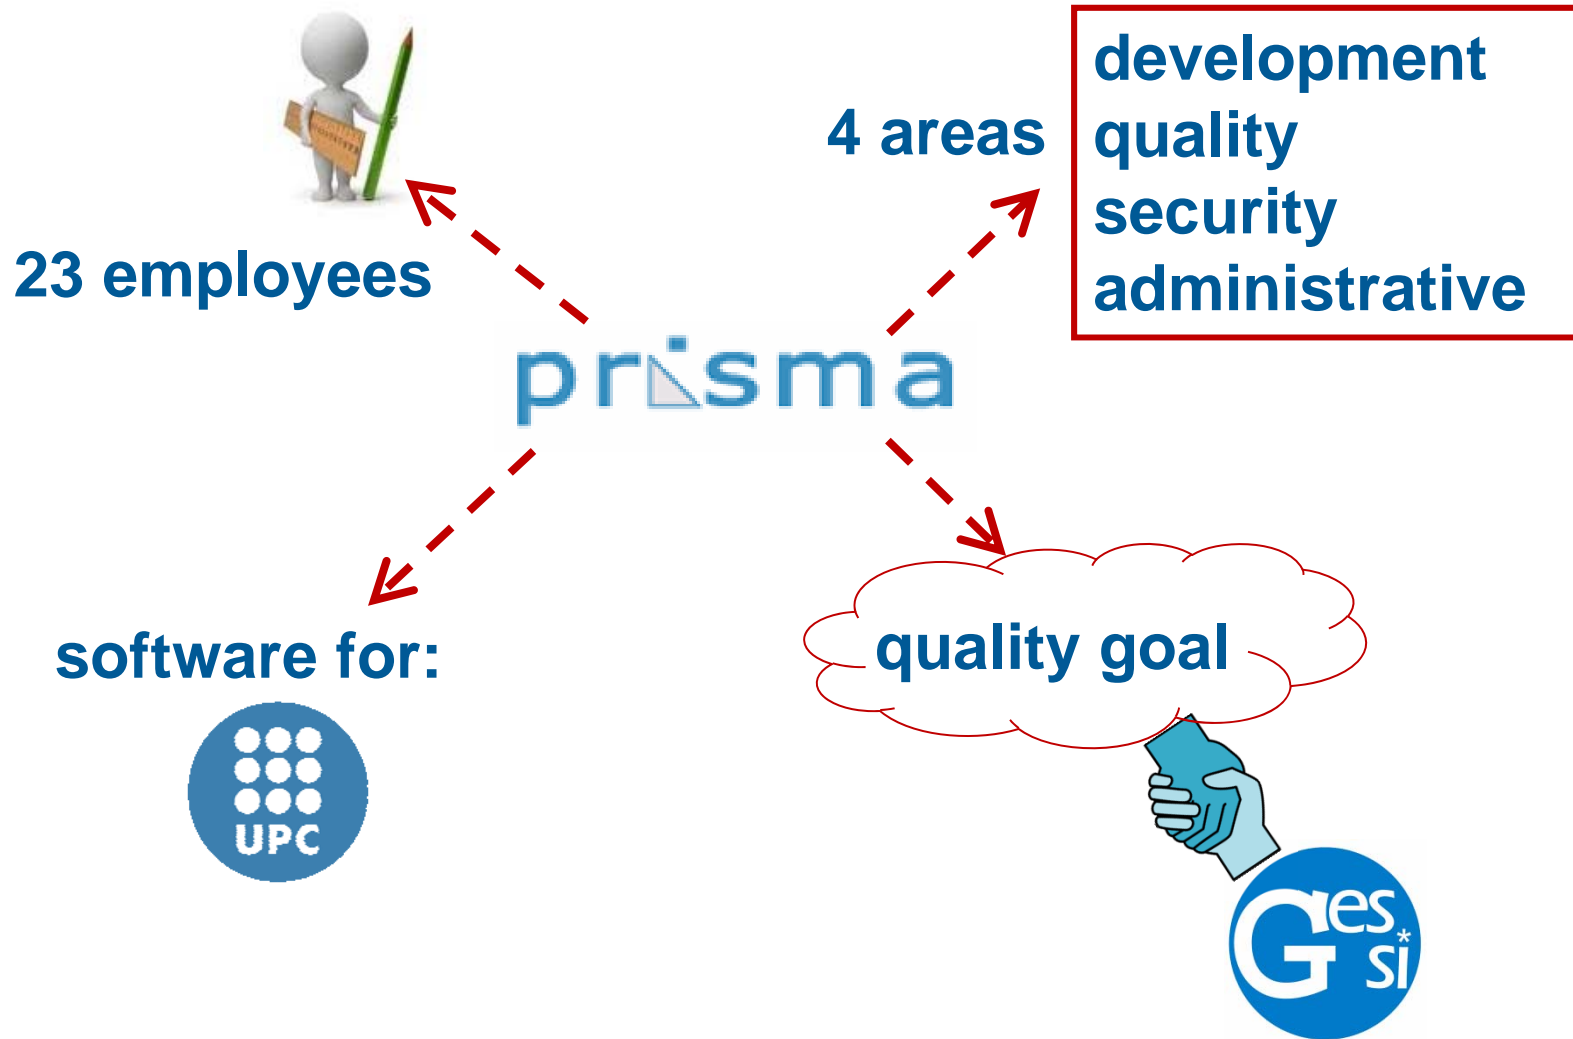 development
4 areas
quality
security
23 employees
administrative
prisma
software for:
quality goal
UPC
Ges
si*